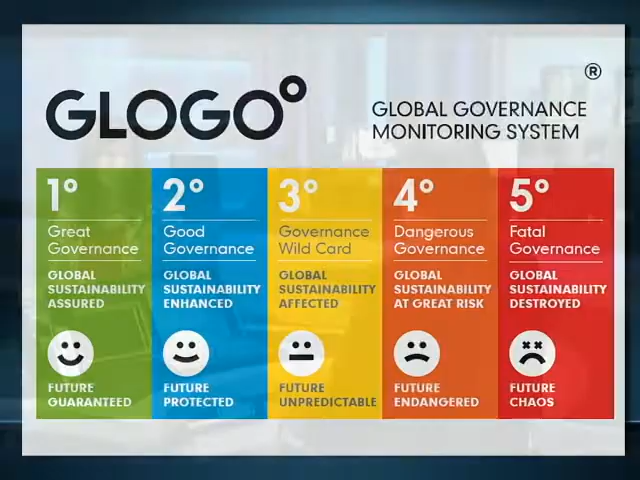 ®
GLOGO°
GLOBAL GOVERNANCE
MONITORING SYSTEM
1°
Great
Governance
GLOBAL
SUSTAINABILITY
ASSURED
FUTURE
GUARANTEED
2°
Good
Governance
GLOBAL
SUSTAINABILITY
ENHANCED
FUTURE
PROTECTED
3°
Governance
Wild Card
GLOBAL
SUSTAINABILITY
AFFECTED
FUTURE
UNPREDICTABLE
4°
Dangerous
Governance
GLOBAL
SUSTAINABILITY
AT GREAT RISK
FUTURE
ENDANGERED
5°
Fatal
Governance
GLOBAL
SUSTAINABILITY
DESTROYED
FUTURE
CHAOS